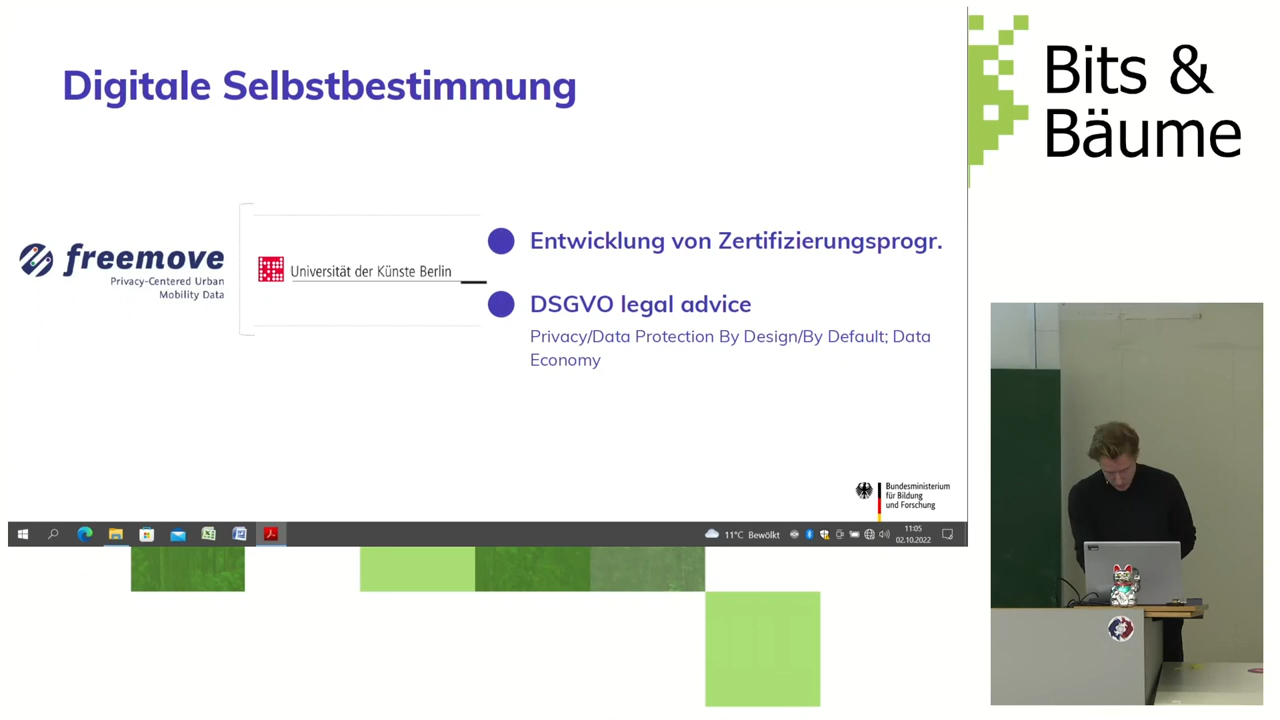 Digitale Selbstbestimmung
Bits &
Bäume
freemove
Privacy-Centered Urban
Mobility Data
Universität der Künste Berlin
Entwicklung von Zertifizierungsprogr.
DSGVO legal advice
Privacy/Data Protection By Design/By Default; Data
Economy
Bundesministerium
für Bildung
und Forschung
11°C Bewölkt
11:05
02.10.2022